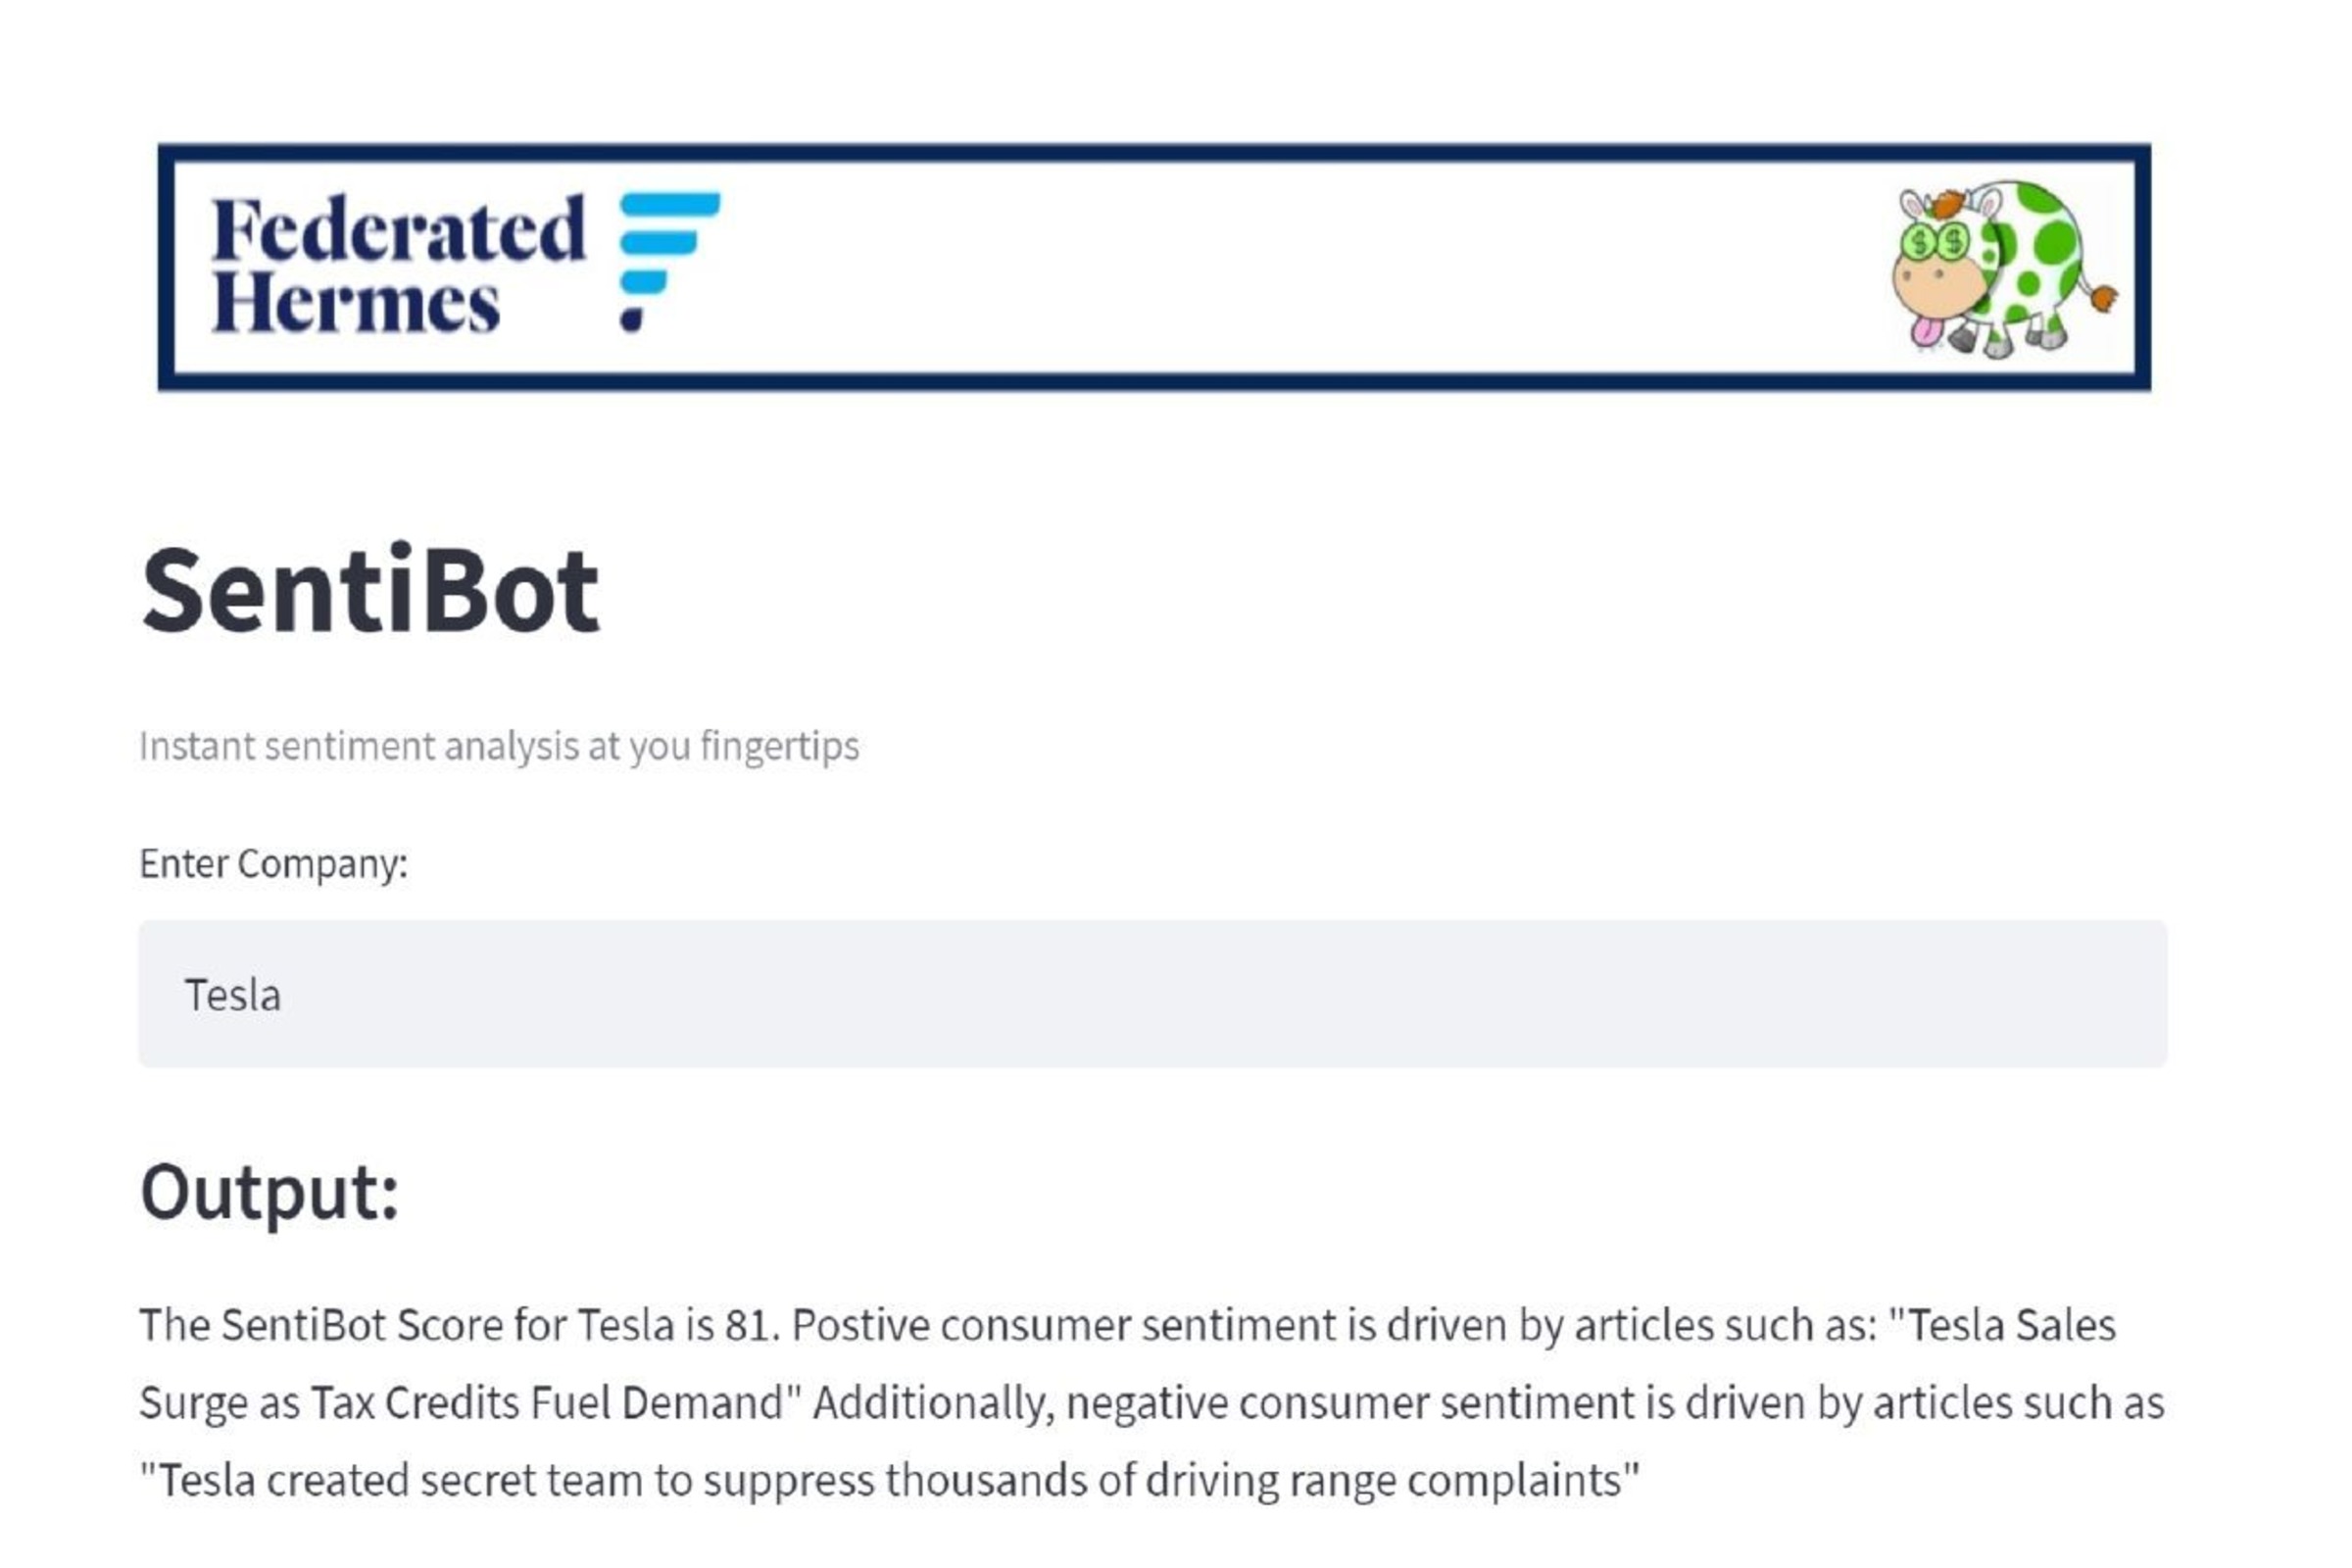 Federated
Hermes
$ $
SentiBot
Instant sentiment analysis at you fingertips
Enter Company:
Tesla
Output:
The SentiBot Score for Tesla is 81. Postive consumer sentiment is driven by articles such as: "Tesla Sales
Surge as Tax Credits Fuel Demand" Additionally, negative consumer sentiment is driven by articles such as
"Tesla created secret team to suppress thousands of driving range complaints"